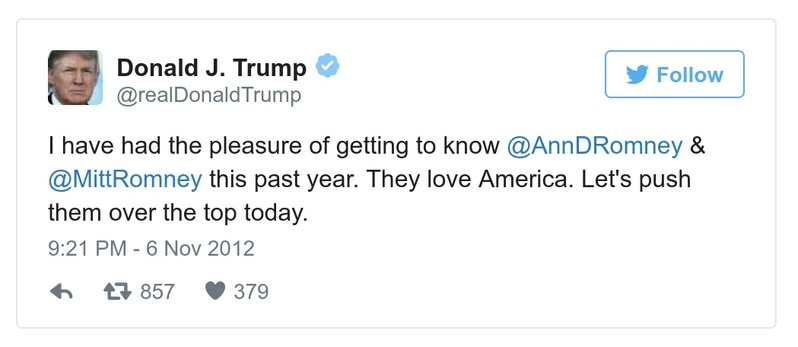 Donald J. Trump
@realDonaldTrump
Follow
I have had the pleasure of getting to know @AnnDRomney &
@MittRomney this past year. They love America. Let's push
them over the top today.
9:21 PM - 6 Nov 2012
857 379